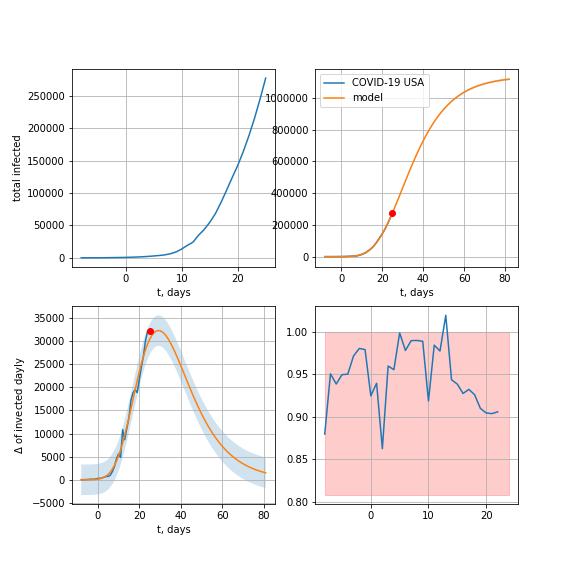 250000
200000
150000
100000
50000
0
total infected
0 10 20
t, days
COVID-19 USA
model
1000000
800000
600000
400000
200000
0
0 20 40 60 80
t, days
35000
30000
25000
20000
15000
10000
5000
0
−5000
Δ of invected dayly
0 20 40 60 80
t, days
1.00
0.95
0.90
0.85
0.80
0 10 20